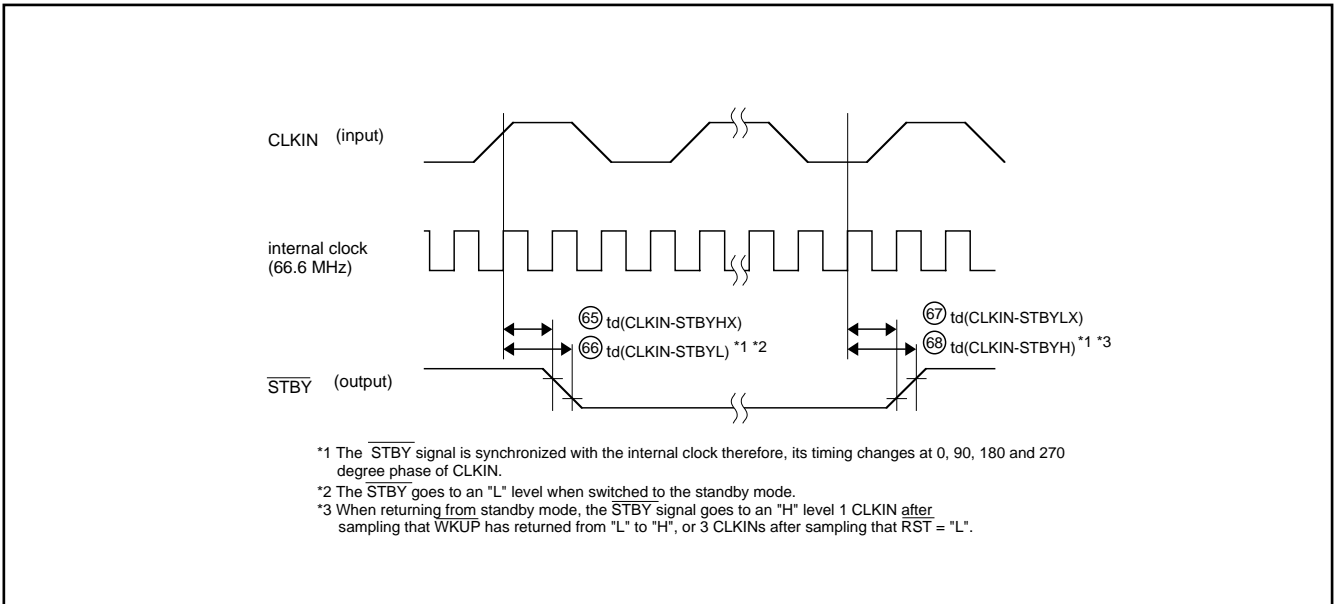 CLKIN (input)
internal clock
(66.6 MHz)
65 td(CLKIN-STBYHX)
66 td(CLKIN-STBYL) *1 *2
67 td(CLKIN-STBYLX)
68 td(CLKIN-STBYH) *1 *3
STBY (output)
*1 The STBY signal is synchronized with the internal clock therefore, its timing changes at 0, 90, 180 and 270
degree phase of CLKIN.
*2 The STBY goes to an "L" level when switched to the standby mode.
*3 When returning from standby mode, the STBY signal goes to an "H" level 1 CLKIN after
sampling that WKUP has returned from "L" to "H", or 3 CLKINs after sampling that RST = "L".